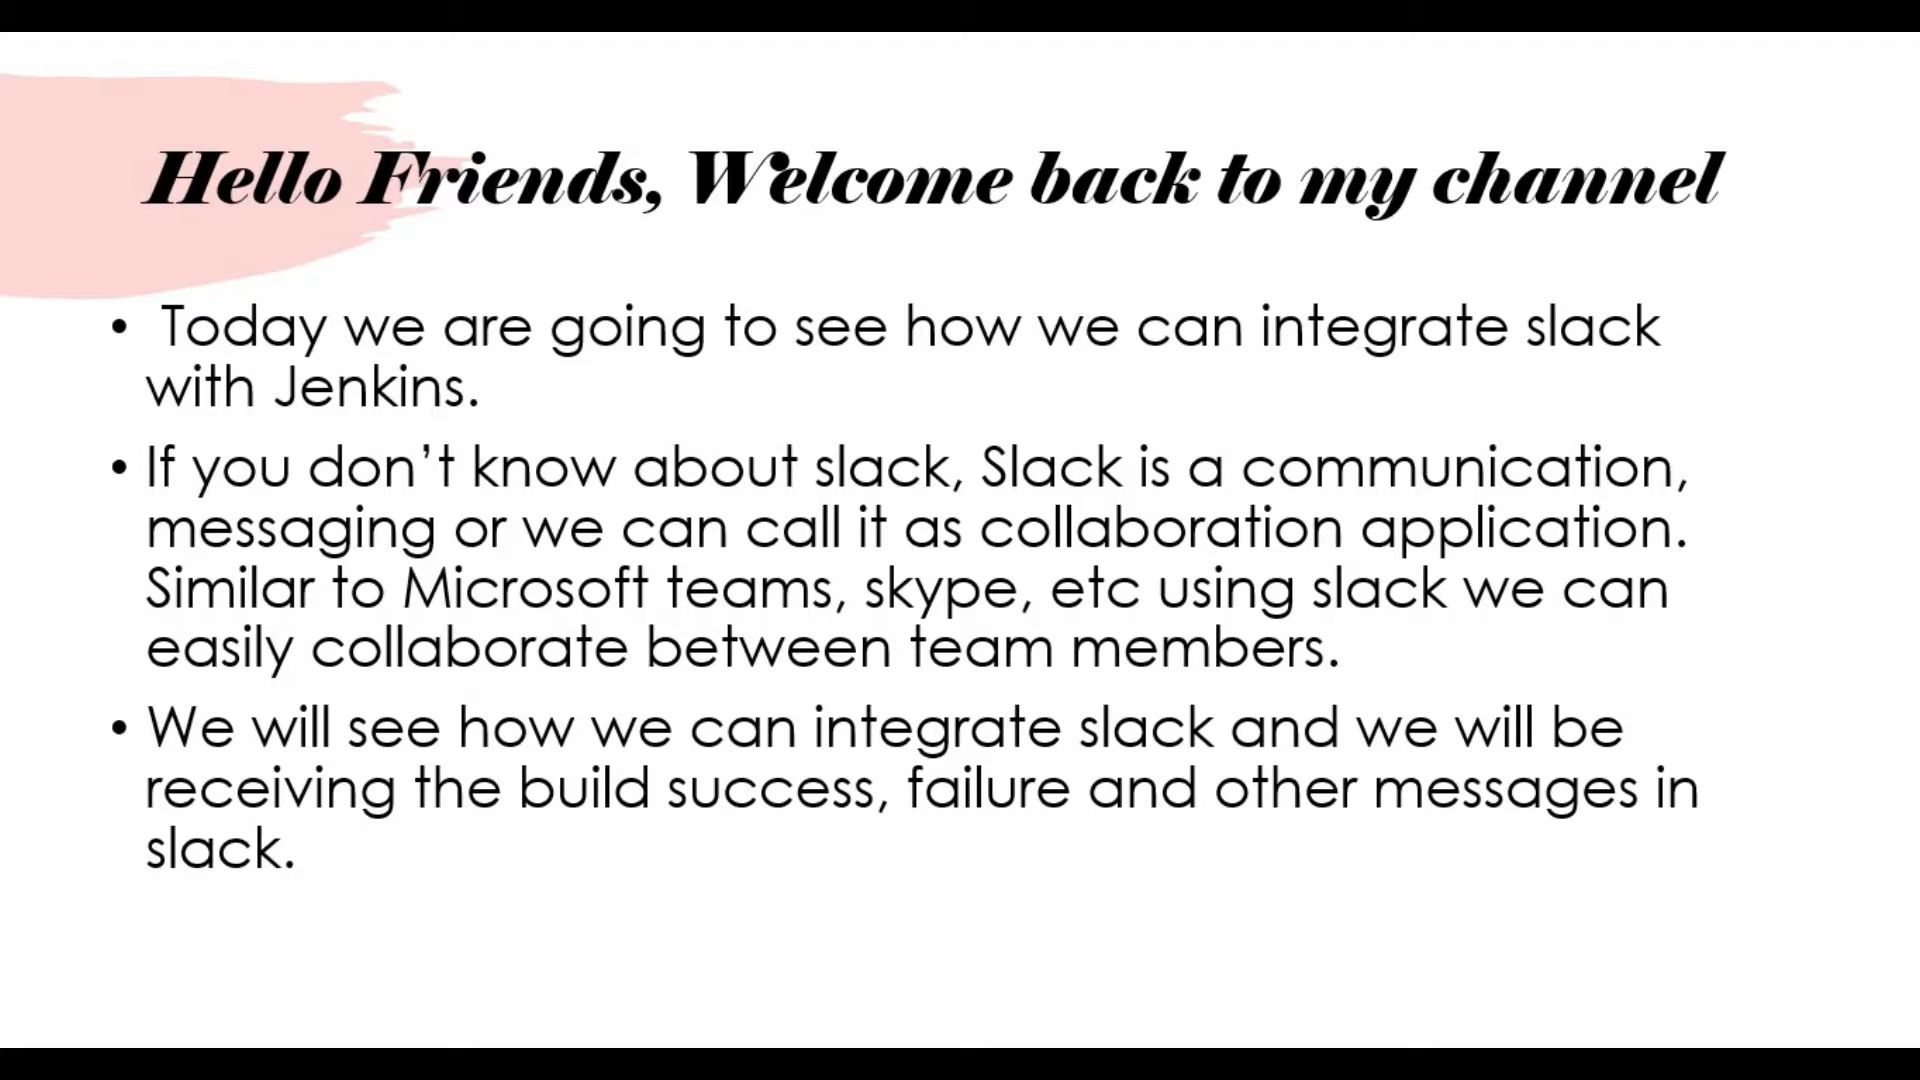 Hello Friends, Welcome back to my channel
• Today we are going to see how we can integrate slack
with Jenkins.
• If you don’t know about slack, Slack is a communication,
messaging or we can call it as collaboration application.
Similar to Microsoft teams, skype, etc using slack we can
easily collaborate between team members.
• We will see how we can integrate slack and we will be
receiving the build success, failure and other messages in
slack.